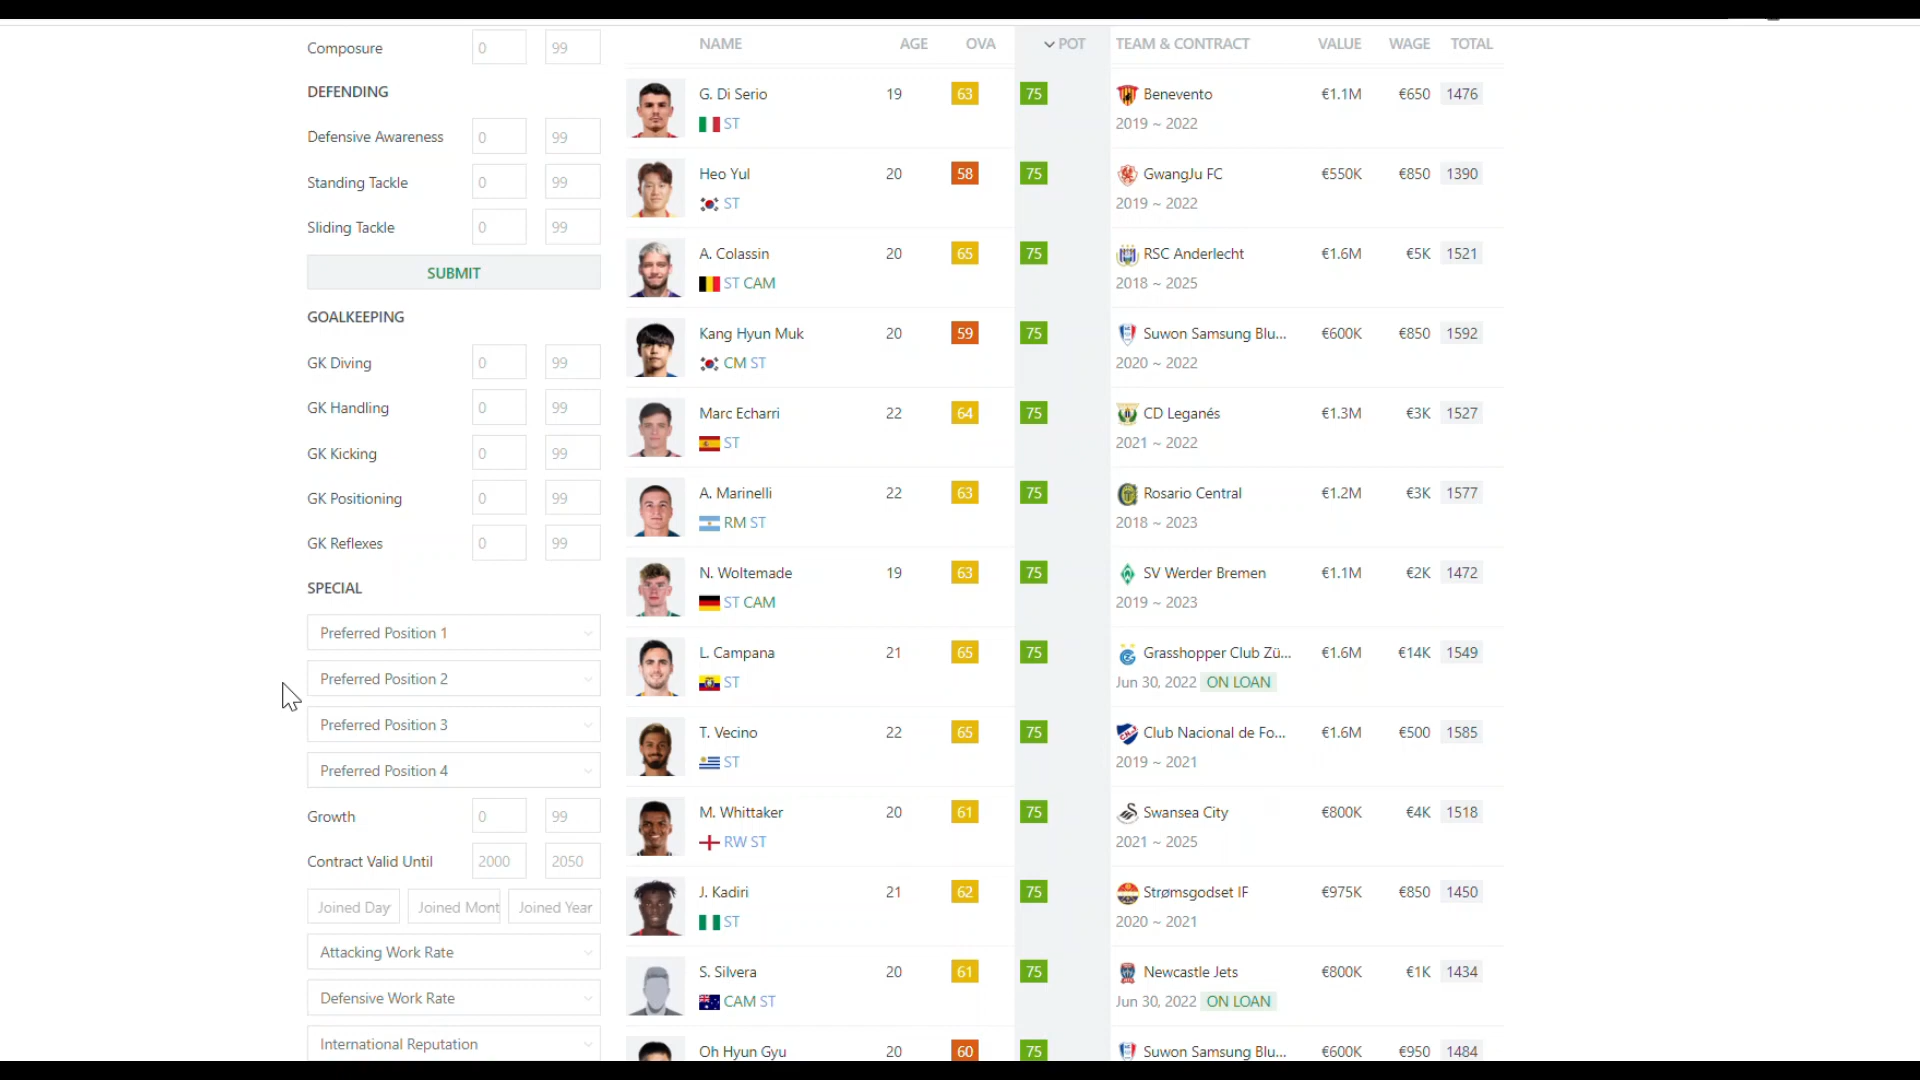 Composure 0 99
DEFENDING
Defensive Awareness 0 99
Standing Tackle 0 99
Sliding Tackle 0 99
SUBMIT
GOALKEEPING
GK Diving 0 99
GK Handling 0 99
GK Kicking 0 99
GK Positioning 0 99
GK Reflexes 0 99
SPECIAL
Preferred Position 1
Preferred Position 2
Preferred Position 3
Preferred Position 4
Growth 0 99
Contract Valid Until 2000 2050
Joined Day Joined Mont Joined Year
Attacking Work Rate
Defensive Work Rate
International Reputation
NAME AGE OVA POT TEAM & CONTRACT VALUE WAGE TOTAL
G. Di Serio 19 63 75 Benevento €1.1M €650 1476
ST 2019 ~ 2022
Heo Yul 20 58 75 GwangJu FC €550K €850 1390
ST 2019 ~ 2022
A. Colassin 20 65 75 RSC Anderlecht €1.6M €5K 1521
ST CAM 2018 ~ 2025
Kang Hyun Muk 20 59 75 Suwon Samsung Blu... €600K €850 1592
CM ST 2020 ~ 2022
Marc Echarri 22 64 75 CD Leganés €1.3M €3K 1527
ST 2021 ~ 2022
A. Marinelli 22 63 75 Rosario Central €1.2M €3K 1577
RM ST 2018 ~ 2023
N. Woltemade 19 63 75 SV Werder Bremen €1.1M €2K 1472
ST CAM 2019 ~ 2023
L. Campana 21 65 75 Grasshopper Club Zü... €1.6M €14K 1549
ST Jun 30, 2022 ON LOAN
T. Vecino 22 65 75 Club Nacional de Fo... €1.6M €500 1585
ST 2019 ~ 2021
M. Whittaker 20 61 75 Swansea City €800K €4K 1518
RW ST 2021 ~ 2025
J. Kadiri 21 62 75 Strømsgodset IF €975K €850 1450
ST 2020 ~ 2021
S. Silvera 20 61 75 Newcastle Jets €800K €1K 1434
CAM ST Jun 30, 2022 ON LOAN
Oh Hyun Gyu 20 60 75 Suwon Samsung Blu... €600K €950 1484